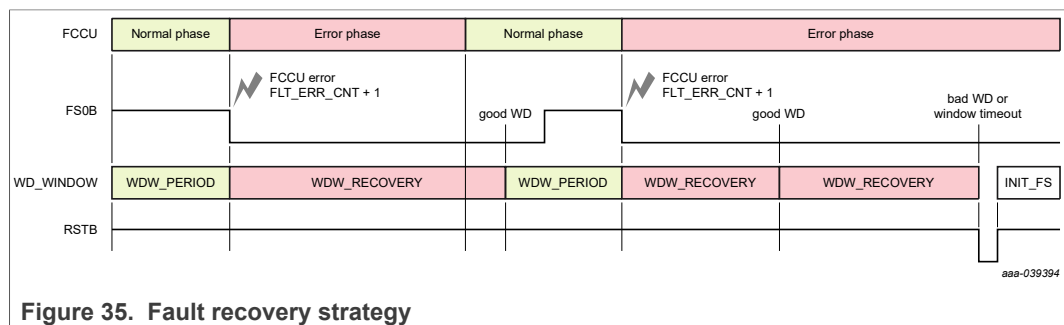 FCCU
Normal phase
Error phase
Normal phase
Error phase
FCCU error
FLT_ERR_CNT + 1
FCCU error
FLT_ERR_CNT + 1
FS0B
good WD
good WD
bad WD or
window timeout
WD_WINDOW
WDW_PERIOD
WDW_RECOVERY
WDW_PERIOD
WDW_RECOVERY
WDW_RECOVERY
INIT_FS
RSTB
aaa-039394
Figure 35. Fault recovery strategy